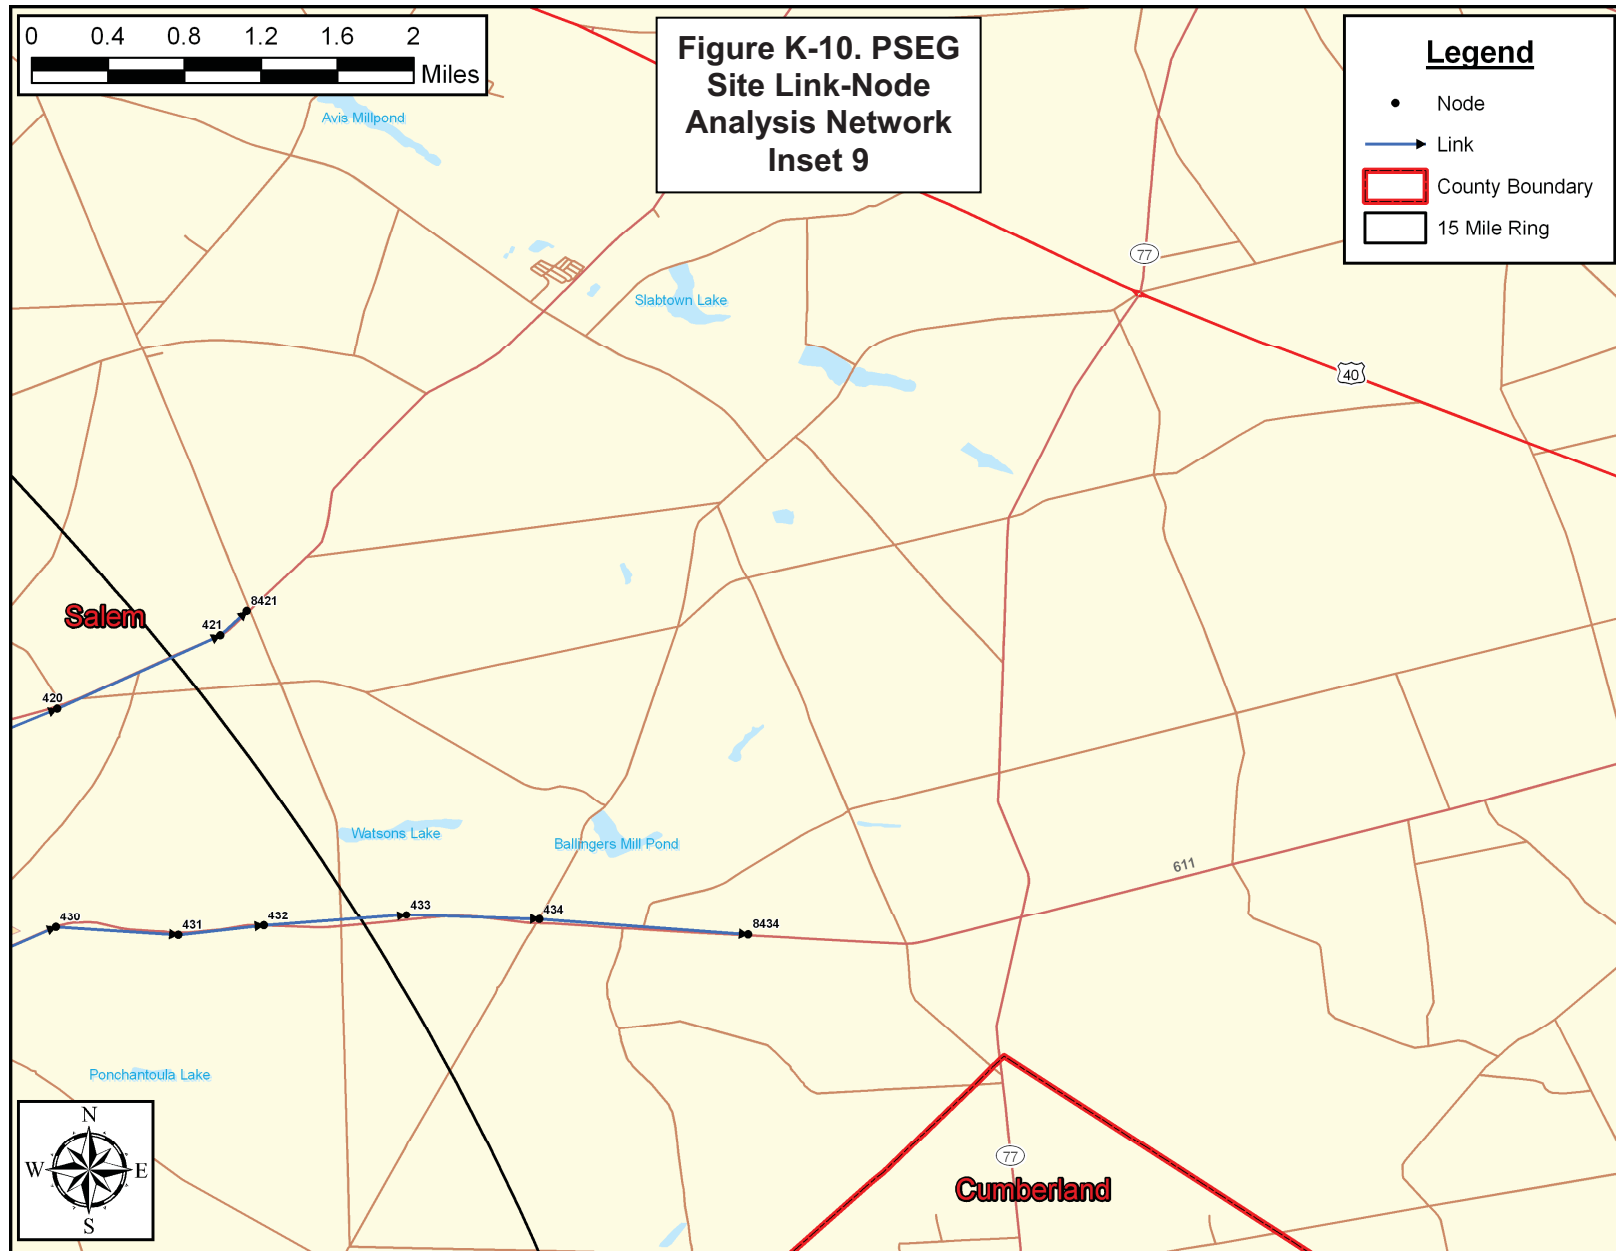 0 0.4 0.8 1.2 1.6 2
Miles
Figure K-10. PSEG
Site Link-Node
Analysis Network
Inset 9
Legend
Node
Link
County Boundary
15 Mile Ring
Avis Millpond
77
Slabtown Lake
40
8421
Salem
421
420
Watsons Lake
Ballingers Mill Pond
611
430
431
432
433
434
8434
Ponchantoula Lake
N
W E
S
77
Cumberland